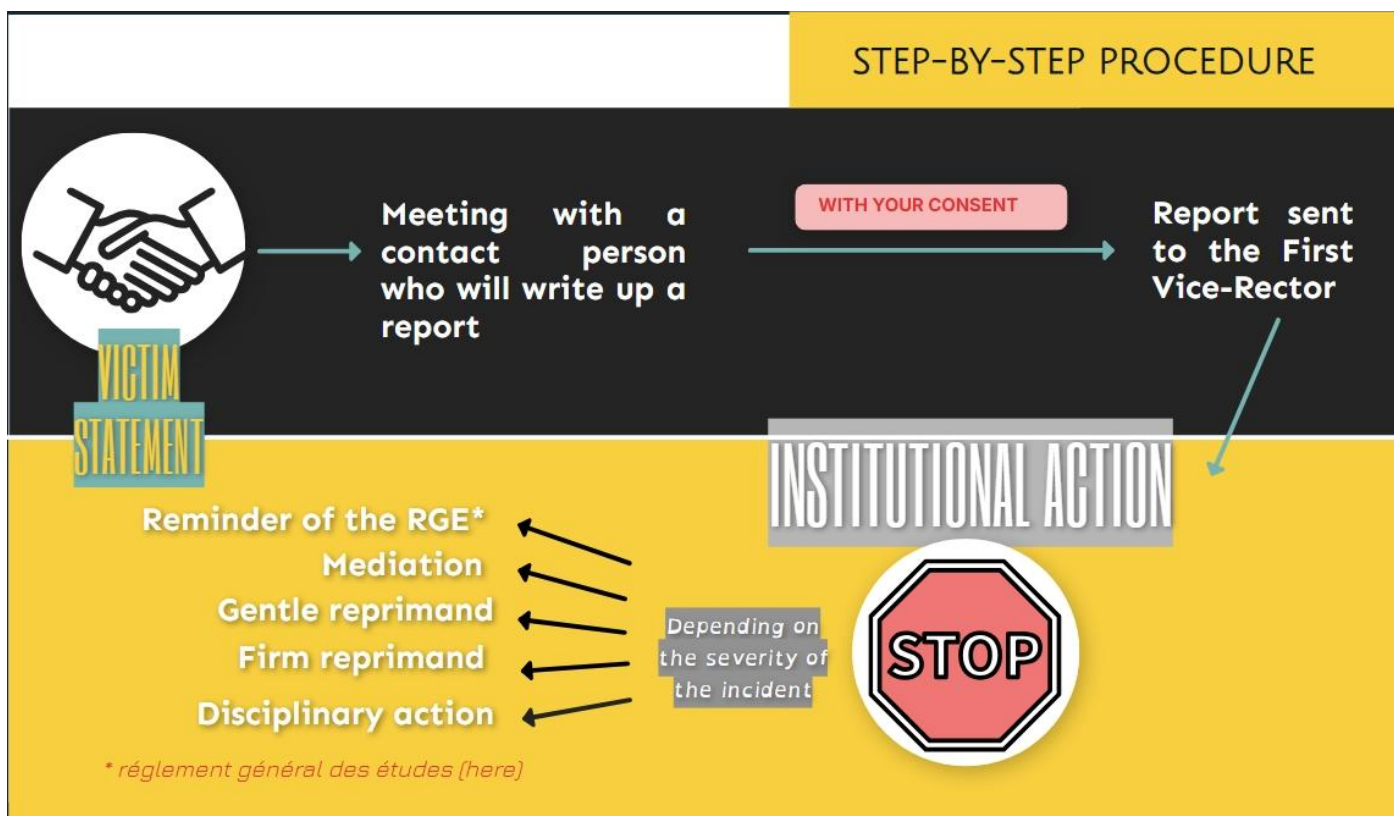 STEP-BY-STEP PROCEDURE
VICTIM
STATEMENT
Meeting with a
contact person
who will write up a
report
WITH YOUR CONSENT
Report sent
to the First
Vice-Rector
INSTITUTIONAL ACTION
STOP
Depending on
the severity of
the incident
Reminder of the RGE*
Mediation
Gentle reprimand
Firm reprimand
Disciplinary action
* réglement général des études (here)